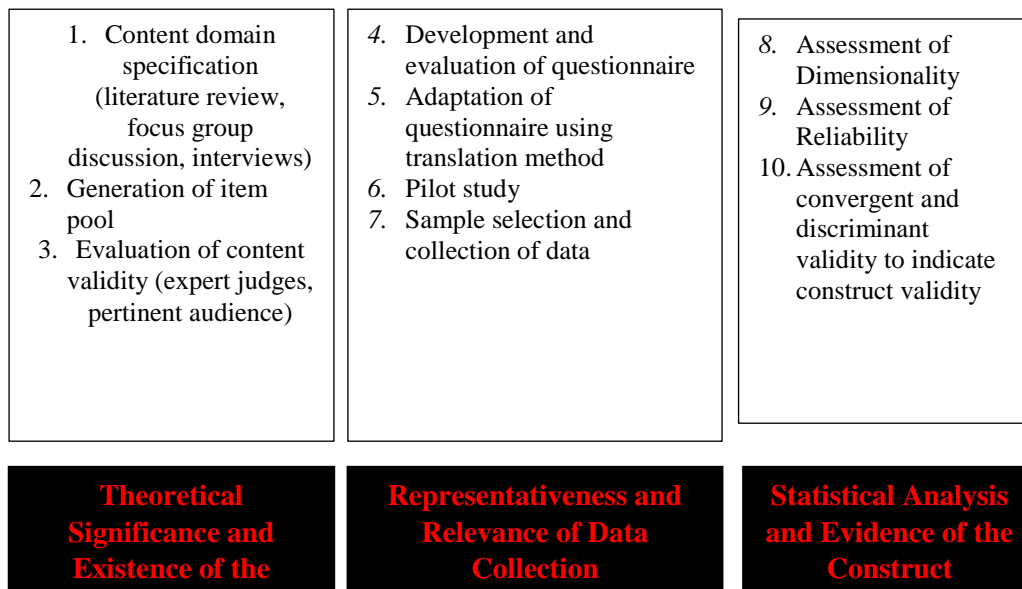 1. Content domain
specification
(literature review,
focus group
discussion, interviews)
2. Generation of item
pool
3. Evaluation of content
validity (expert judges,
pertinent audience)
4. Development and
evaluation of questionnaire
5. Adaptation of
questionnaire using
translation method
6. Pilot study
7. Sample selection and
collection of data
8. Assessment of
Dimensionality
9. Assessment of
Reliability
10. Assessment of
convergent and
discriminant
validity to indicate
construct validity
Theoretical
Significance and
Existence of the
Representativeness and
Relevance of Data
Collection
Statistical Analysis
and Evidence of the
Construct